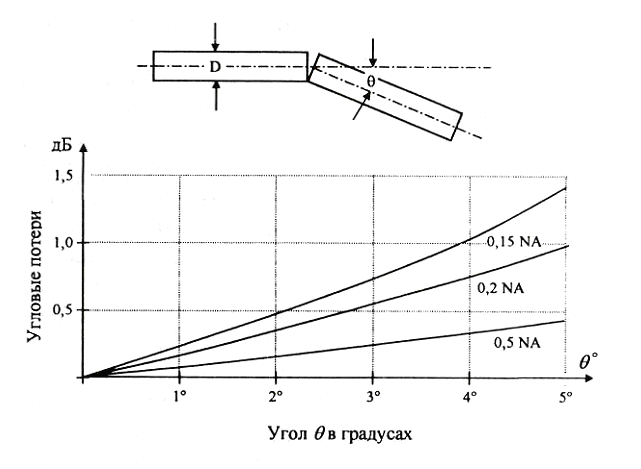 D
θ
дБ
1,5
1,0
0,5
Угловые потери
0,15 NA
0,2 NA
0,5 NA
θ°
1° 2° 3° 4° 5°
Угол θ в градусах